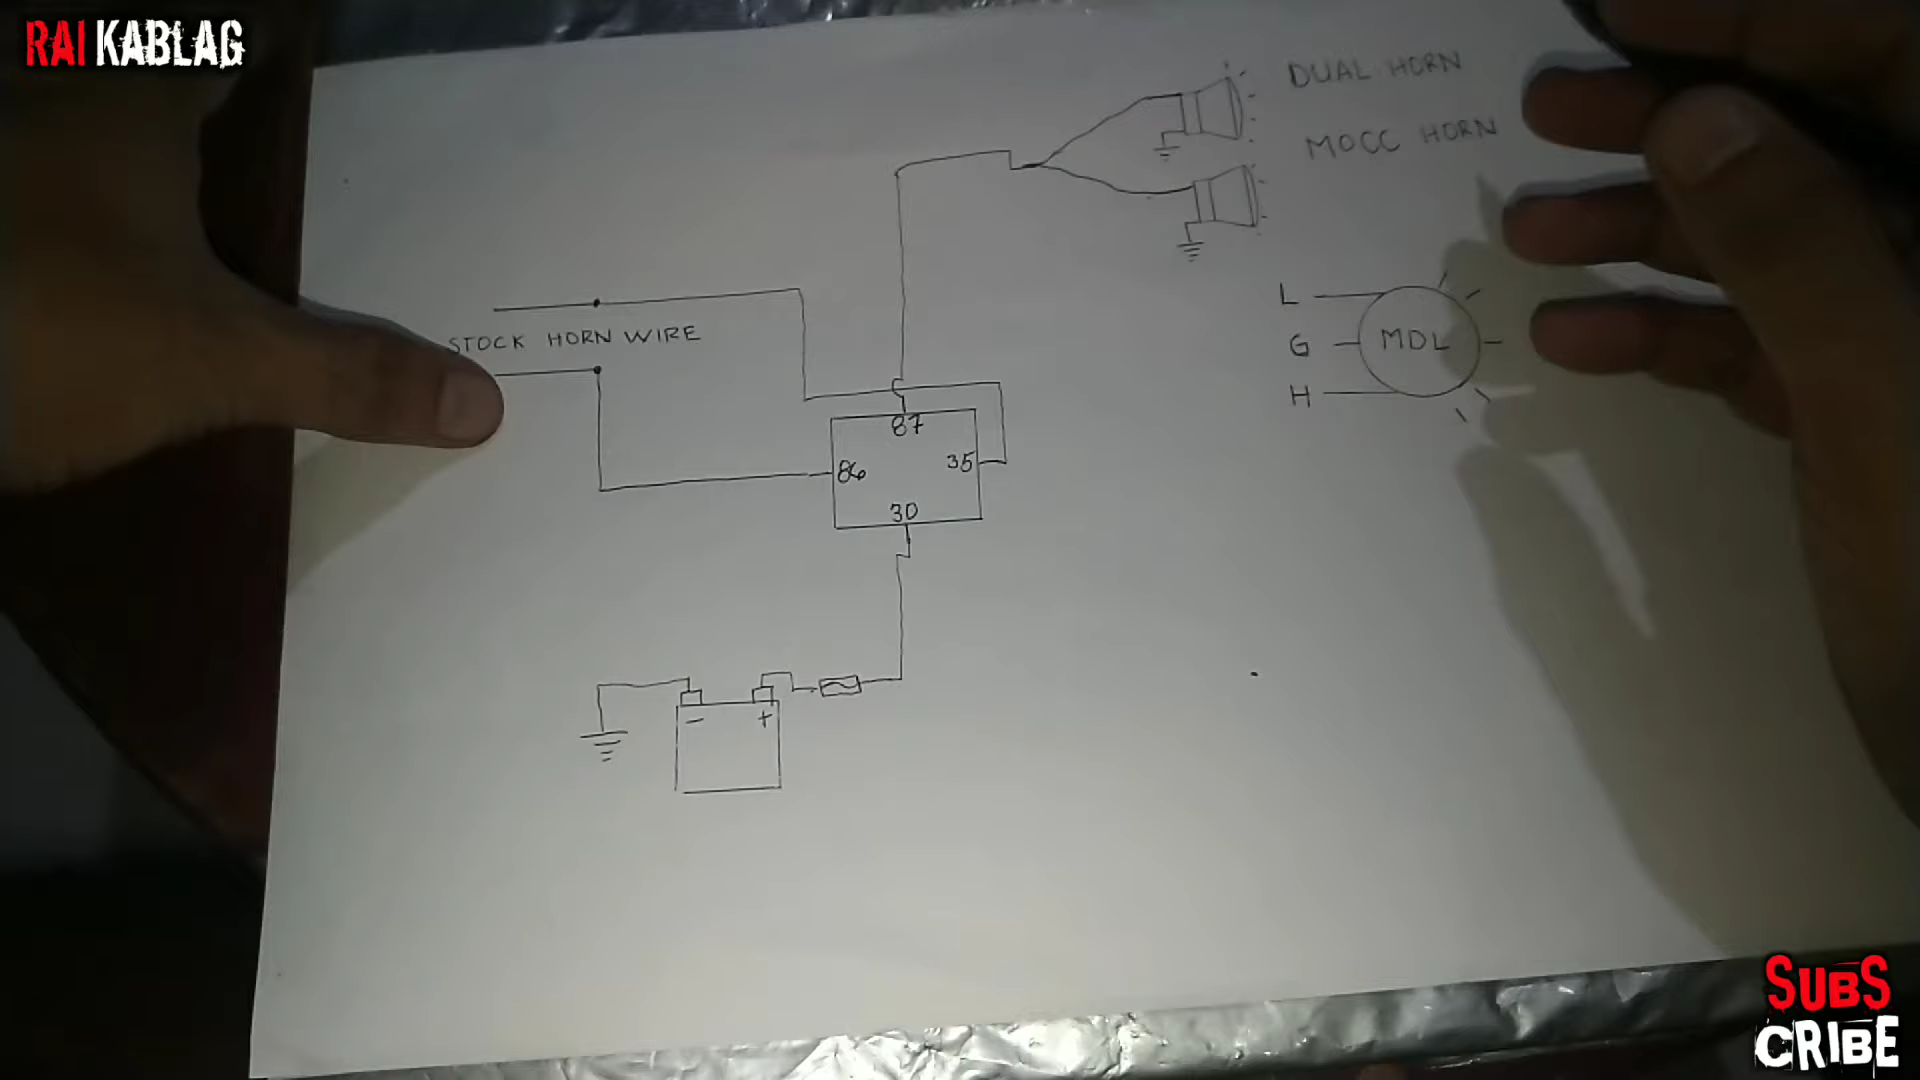 RAI KABLAG
DUAL HORN
MOCC HORN
STOCK HORN WIRE
L
G
H
MDL
87
86
35
30
-
+
SUBS
CRIBE